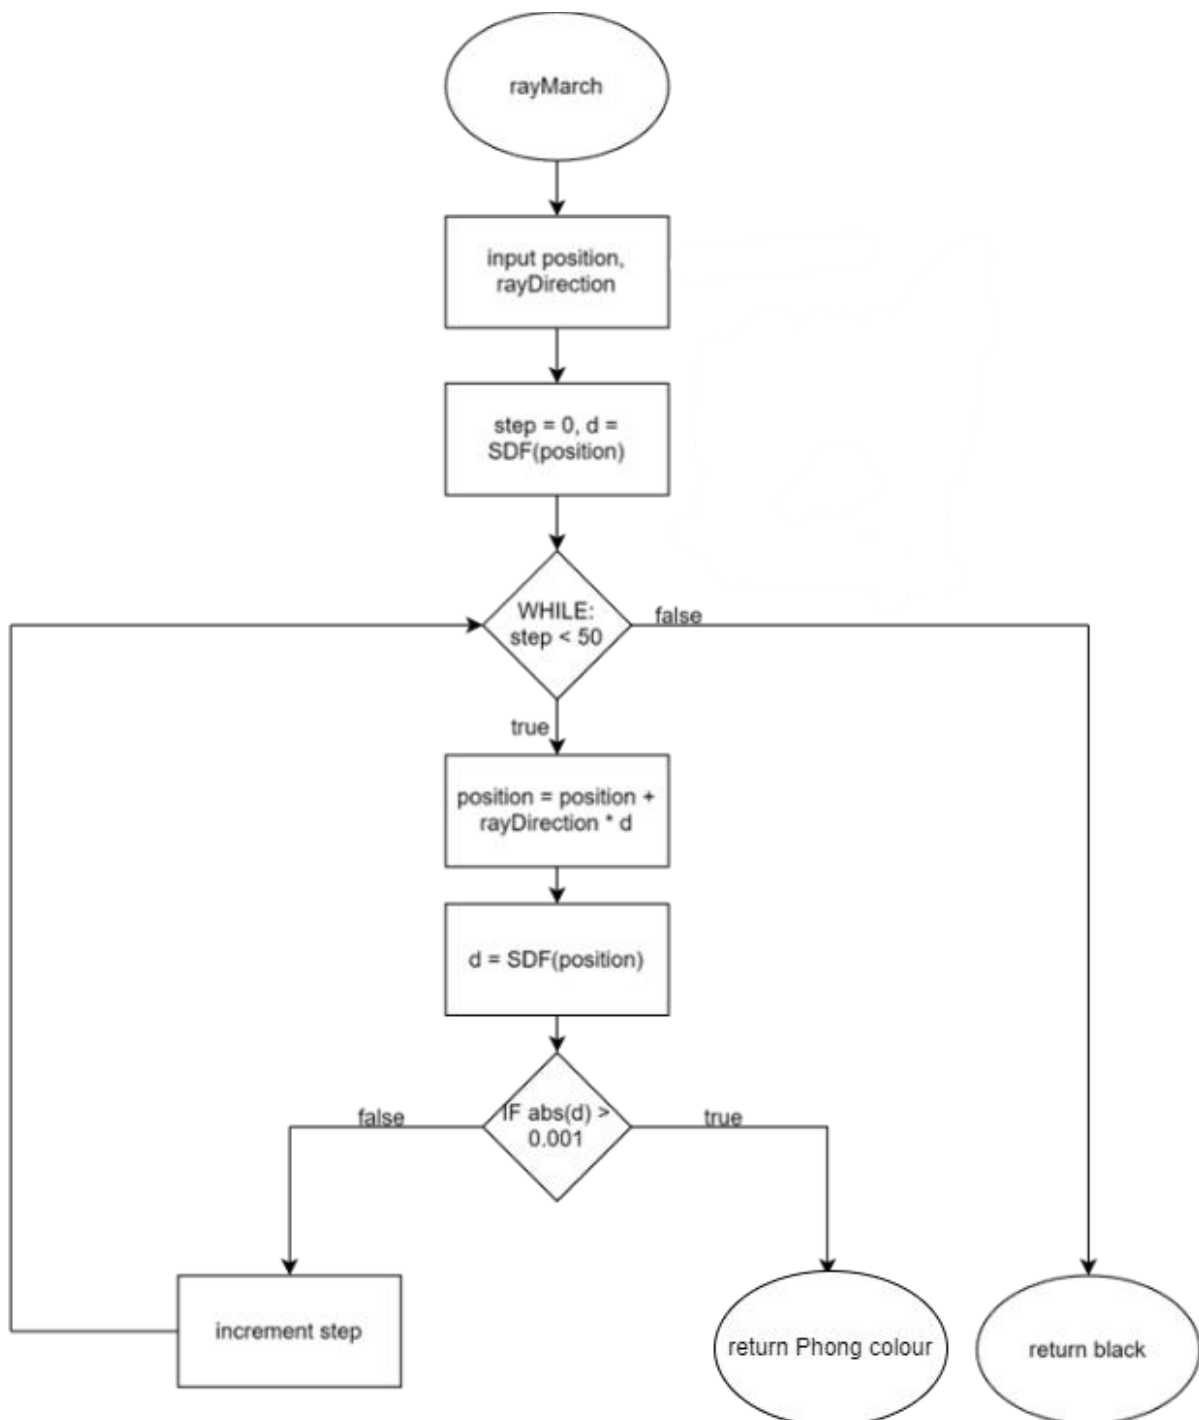 rayMarch
input position,
rayDirection
step = 0, d =
SDF(position)
WHILE:
step < 50
false
true
position = position +
rayDirection * d
d = SDF(position)
IF abs(d) >
0.001
false
true
increment step
return Phong colour
return black